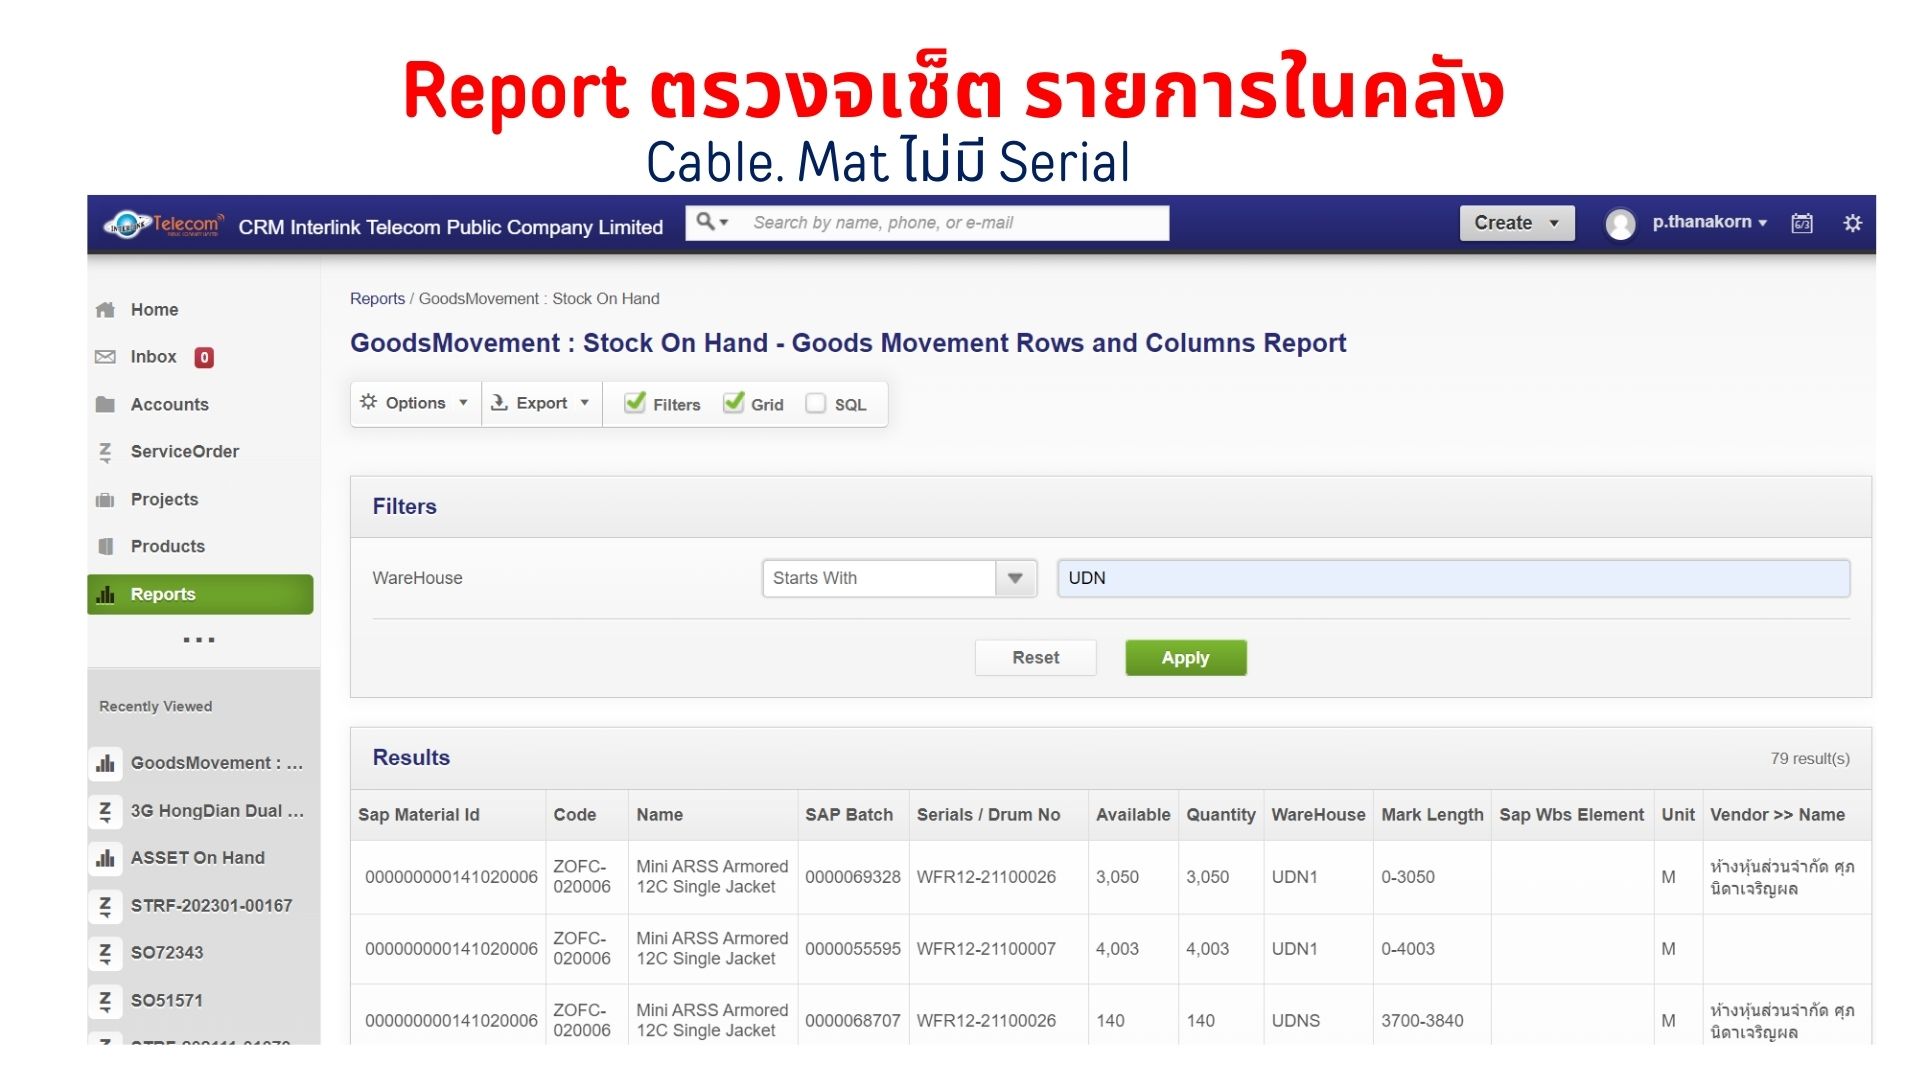 Report ตรวงจเช็ต รายการในคลัง
Cable. Mat ไม่มี Serial
INTERLINK Telecom
CRM Interlink Telecom Public Company Limited
Search by name, phone, or e-mail
Create
p.thanakorn
6/3
Home
Inbox 0
Accounts
ServiceOrder
Projects
Products
Reports
Recently Viewed
GoodsMovement : ...
3G HongDian Dual ...
ASSET On Hand
STRF-202301-00167
SO72343
SO51571
Reports / GoodsMovement : Stock On Hand
GoodsMovement : Stock On Hand - Goods Movement Rows and Columns Report
Options Export Filters Grid SQL
Filters
WareHouse Starts With UDN
Reset Apply
Results 79 result(s)
Sap Material Id Code Name SAP Batch Serials / Drum No Available Quantity WareHouse Mark Length Sap Wbs Element Unit Vendor >> Name
000000000141020006 ZOFC-020006 Mini ARSS Armored 12C Single Jacket 0000069328 WFR12-21100026 3,050 3,050 UDN1 0-3050 M ห้างหุ้นส่วนจำกัด ศุภนิดาเจริญผล
000000000141020006 ZOFC-020006 Mini ARSS Armored 12C Single Jacket 0000055595 WFR12-21100007 4,003 4,003 UDN1 0-4003 M
000000000141020006 ZOFC-020006 Mini ARSS Armored 12C Single Jacket 0000068707 WFR12-21100026 140 140 UDNS 3700-3840 M ห้างหุ้นส่วนจำกัด ศุภนิดาเจริญผล